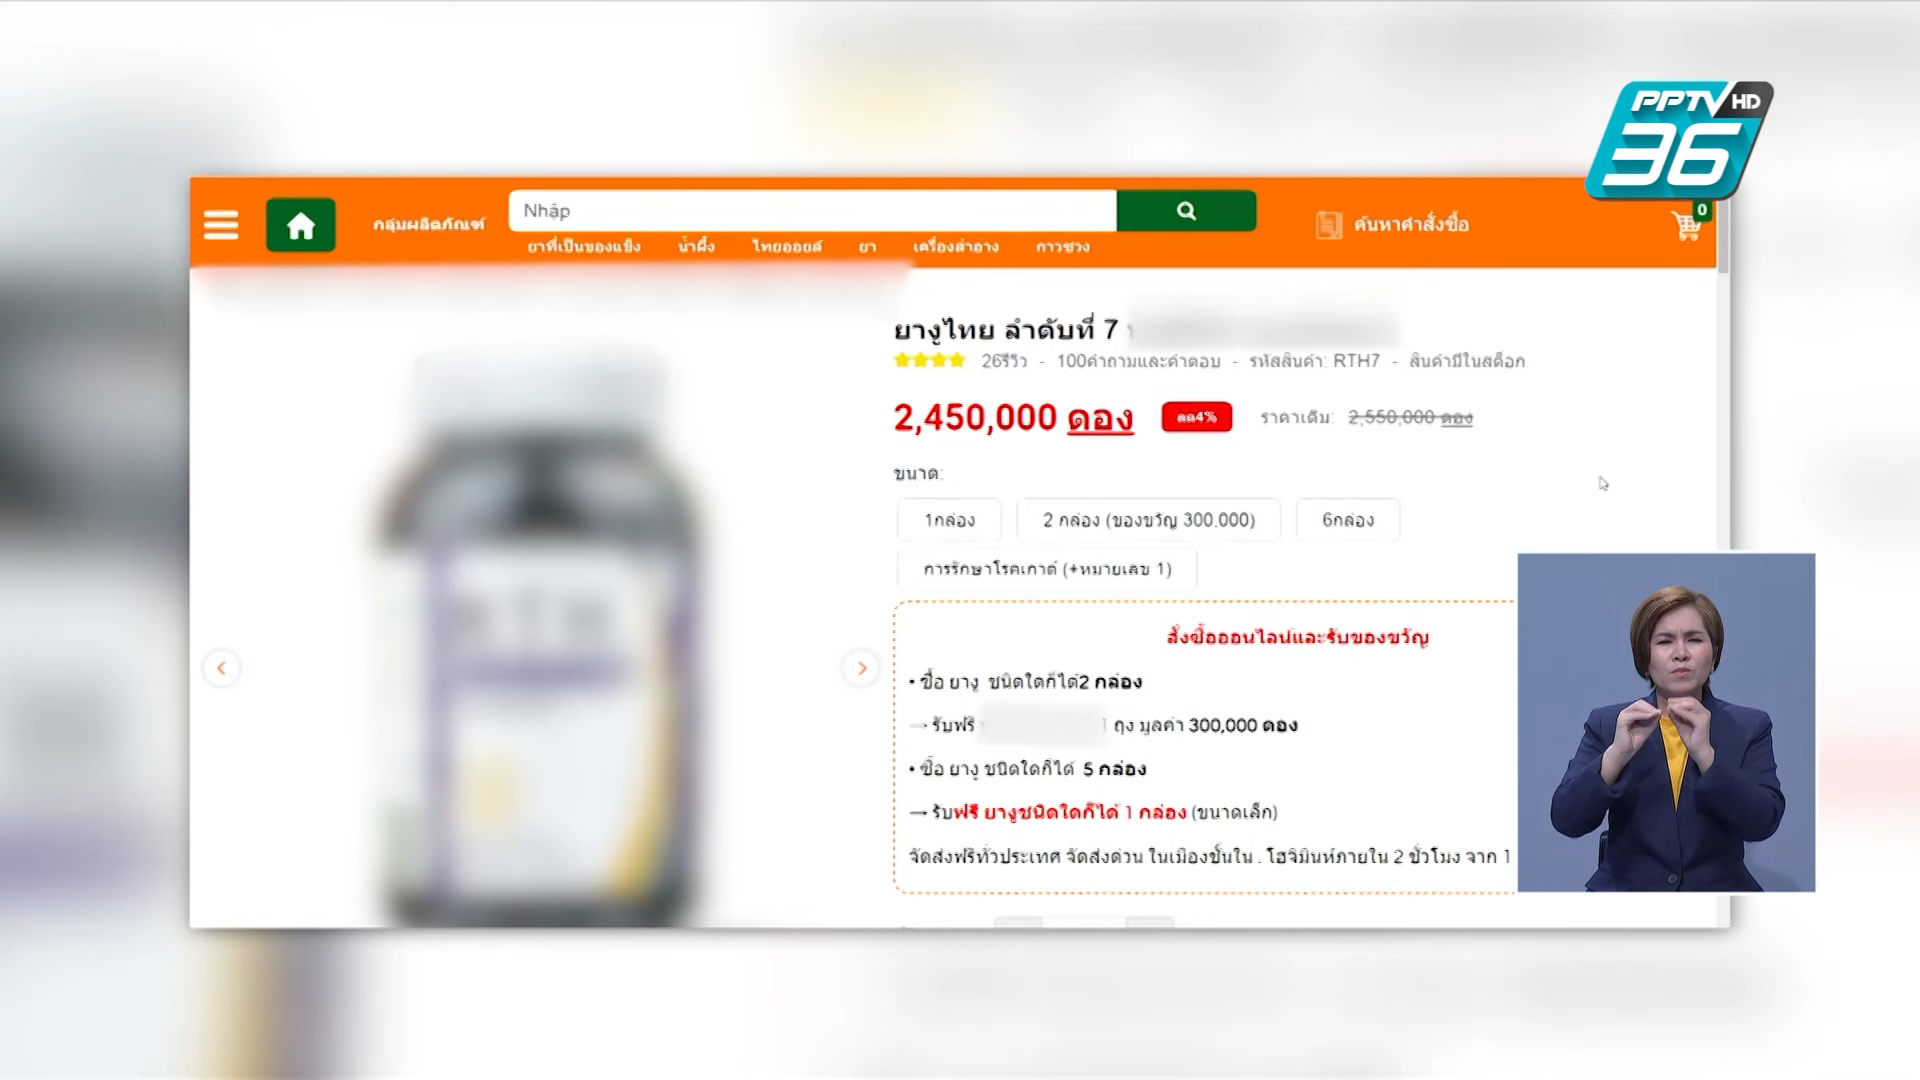 PPTV HD
36
Nhập
กลุ่มผลิตภัณฑ์
ค้นหาคำสั่งซื้อ
0
ยาที่เป็นของแข็ง น้ำผึ้ง ไทยออยล์ ยา เครื่องสำอาง กาวชวง
ยางูไทย ลำดับที่ 7
26รีวิว - 100คำถามและคำตอบ - รหัสสินค้า: RTH7 - สินค้ามีในสต็อก
2,450,000 ดอง ลด4% ราคาเดิม: 2,550,000 ดอง
ขนาด:
1กล่อง 2 กล่อง (ของขวัญ 300.000) 6กล่อง
การรักษาโรคเกาต์ (+หมายเลข 1)
สั่งซื้อออนไลน์และรับของขวัญ
• ซื้อ ยางู ชนิดใดก็ได้2 กล่อง
→ รับฟรี ถุง มูลค่า 300,000 ดอง
• ซื้อ ยางู ชนิดใดก็ได้ 5 กล่อง
→ รับฟรี ยางูชนิดใดก็ได้ 1 กล่อง (ขนาดเล็ก)
จัดส่งฟรีทั่วประเทศ จัดส่งด่วน ในเมืองชั้นใน . โฮจิมินห์ภายใน 2 ชั่วโมง จาก 1